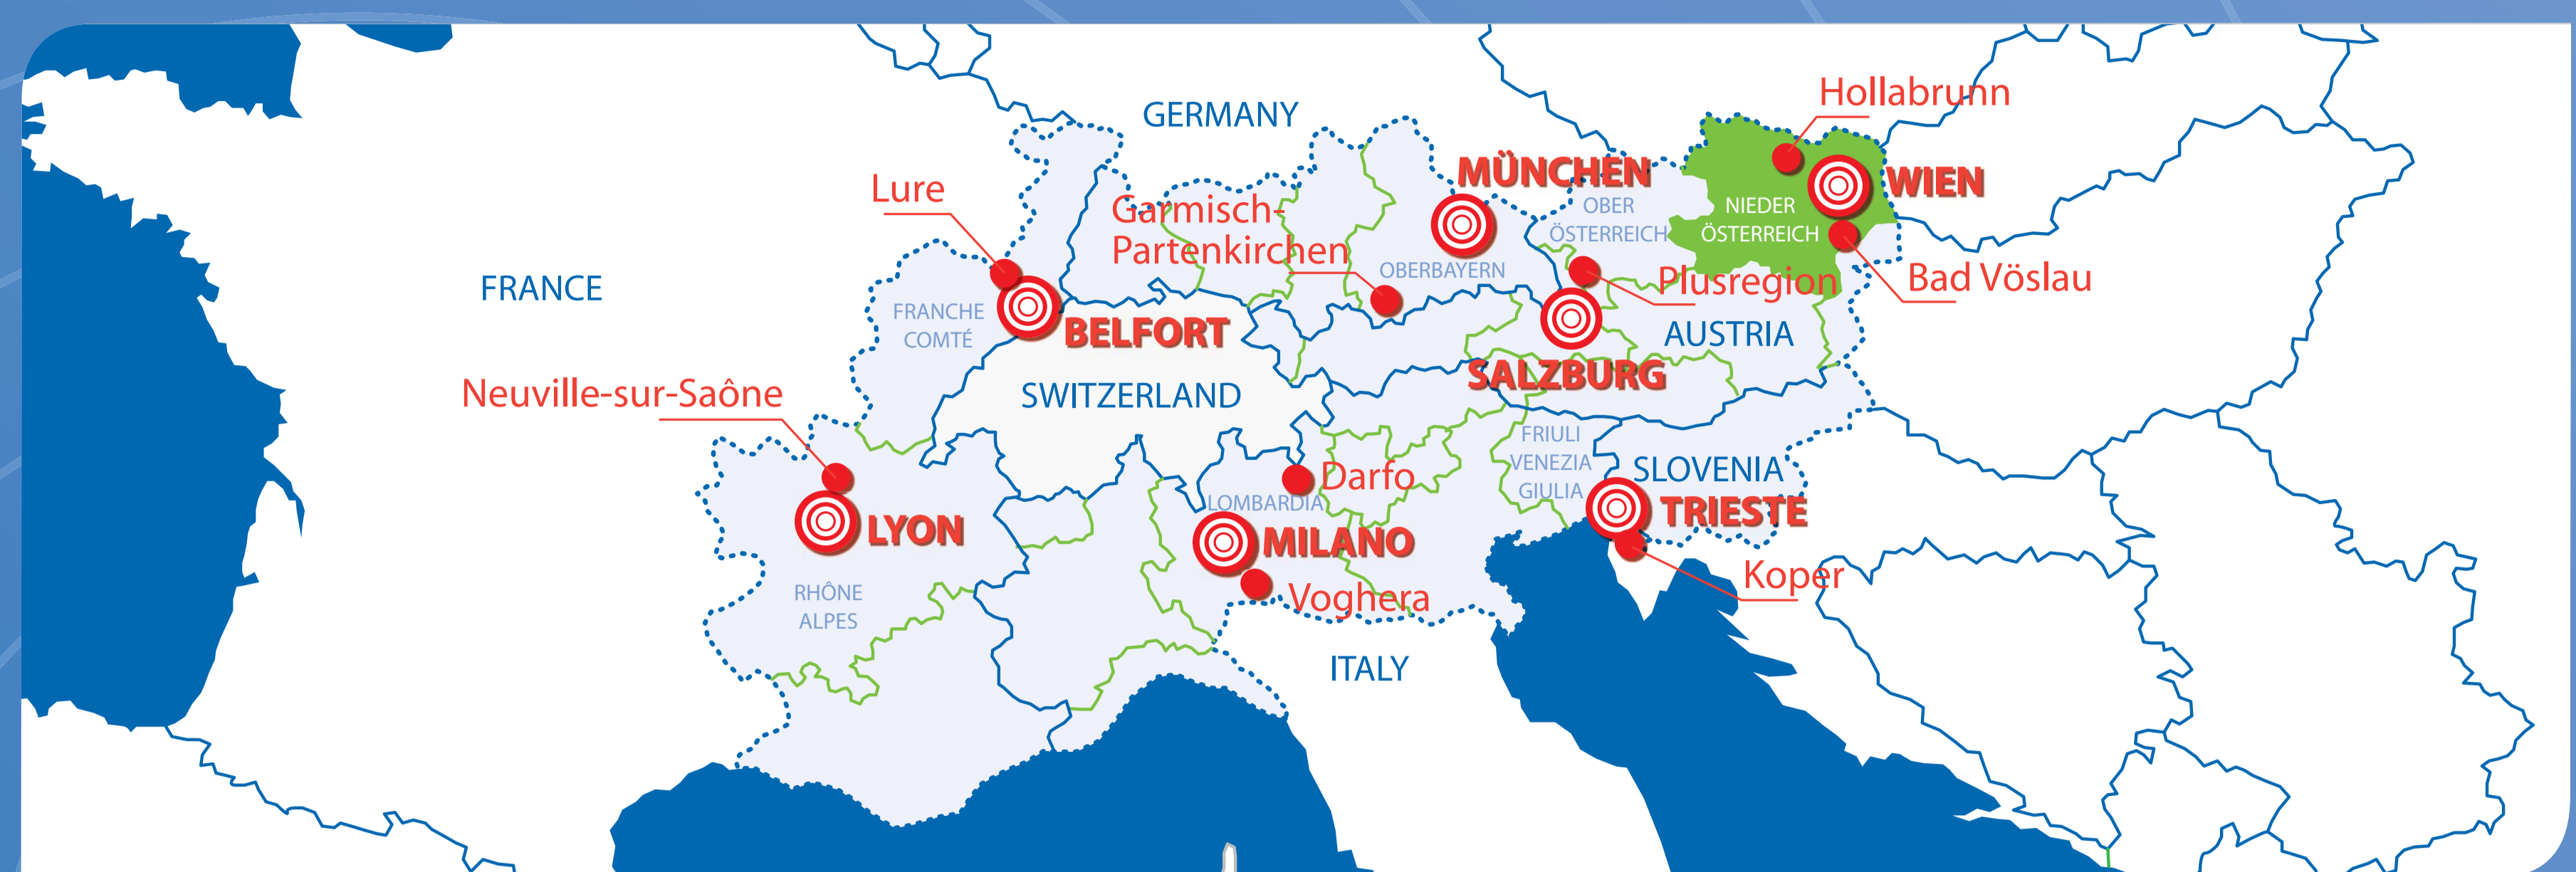 Hollabrunn
GERMANY
MÜNCHEN
WIEN
Lure
Garmisch-
Partenkirchen
OBER
ÖSTERREICH
NIEDER
ÖSTERREICH
OBERBAYERN
Plusregion
Bad Vöslau
FRANCE
FRANCHE
COMTÉ
BELFORT
AUSTRIA
SALZBURG
SWITZERLAND
Neuville-sur-Saône
FRIULI
VENEZIA
GIULIA
SLOVENIA
Darfo
LOMBARDIA
TRIESTE
LYON
MILANO
Koper
Voghera
RHÔNE
ALPES
ITALY